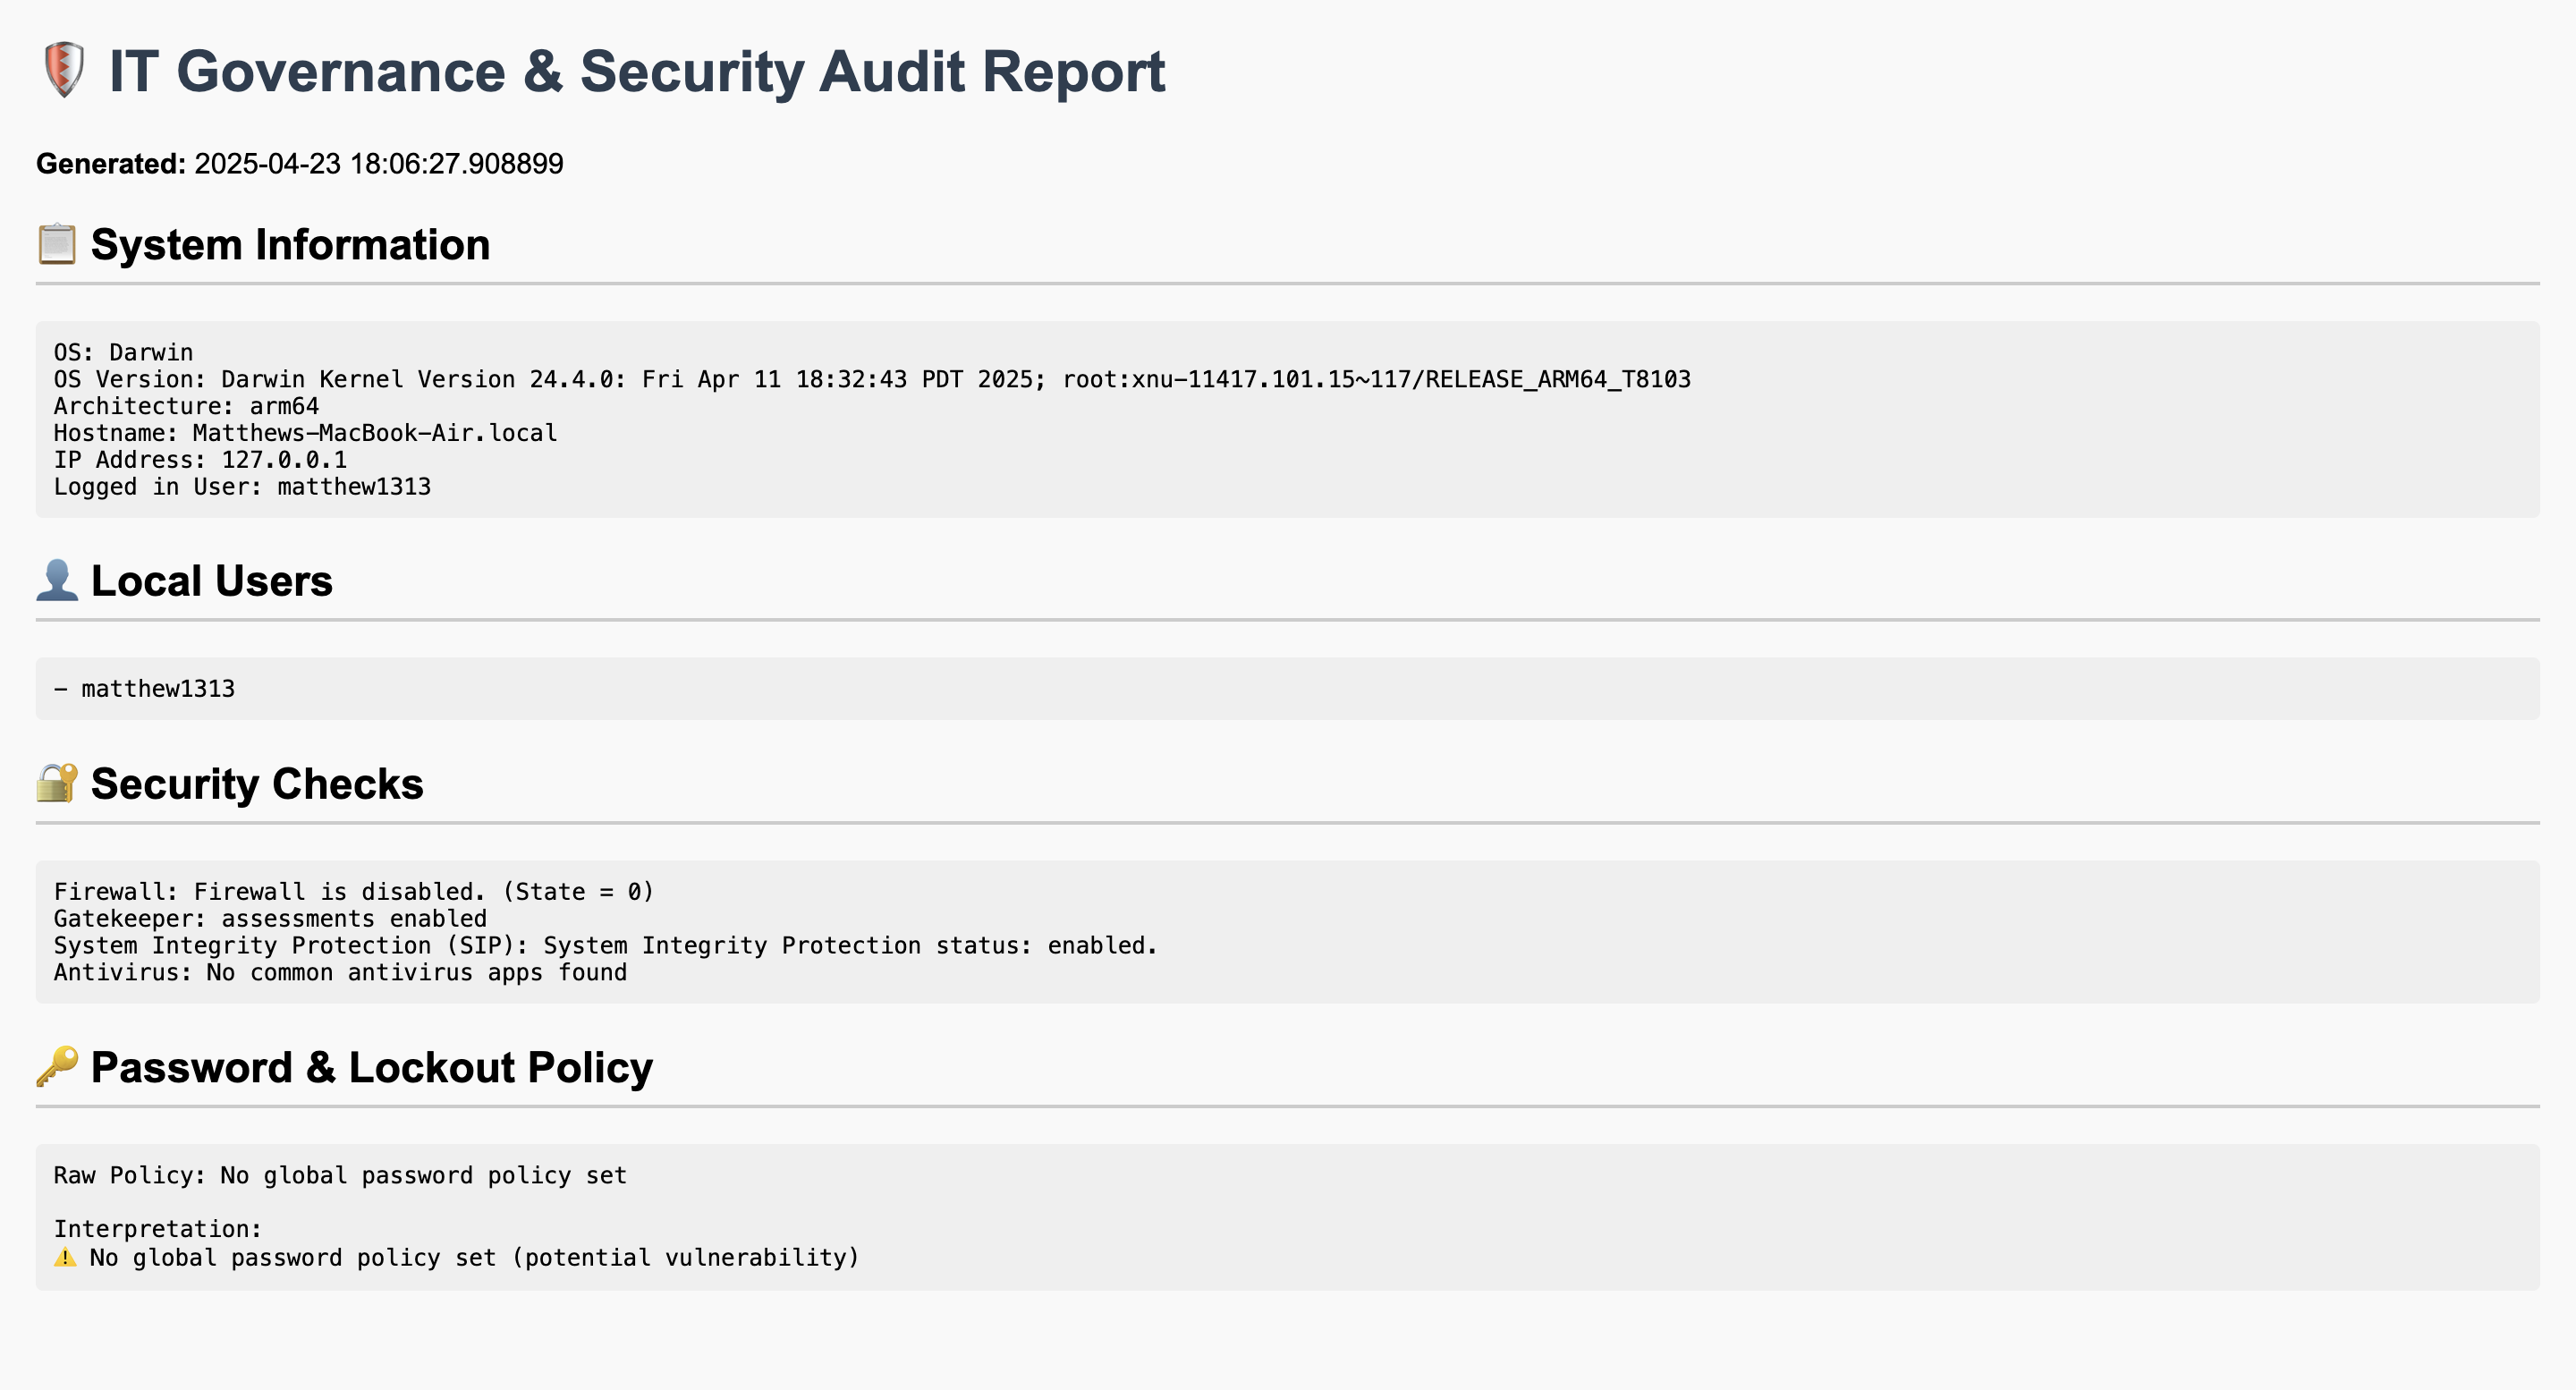 🛡️ IT Governance & Security Audit Report
Generated: 2025-04-23 18:06:27.908899
📋 System Information
OS: Darwin
OS Version: Darwin Kernel Version 24.4.0: Fri Apr 11 18:32:43 PDT 2025; root:xnu-11417.101.15~117/RELEASE_ARM64_T8103
Architecture: arm64
Hostname: Matthews-MacBook-Air.local
IP Address: 127.0.0.1
Logged in User: matthew1313
👤 Local Users
- matthew1313
🔐 Security Checks
Firewall: Firewall is disabled. (State = 0)
Gatekeeper: assessments enabled
System Integrity Protection (SIP): System Integrity Protection status: enabled.
Antivirus: No common antivirus apps found
🔑 Password & Lockout Policy
Raw Policy: No global password policy set
Interpretation:
⚠️ No global password policy set (potential vulnerability)